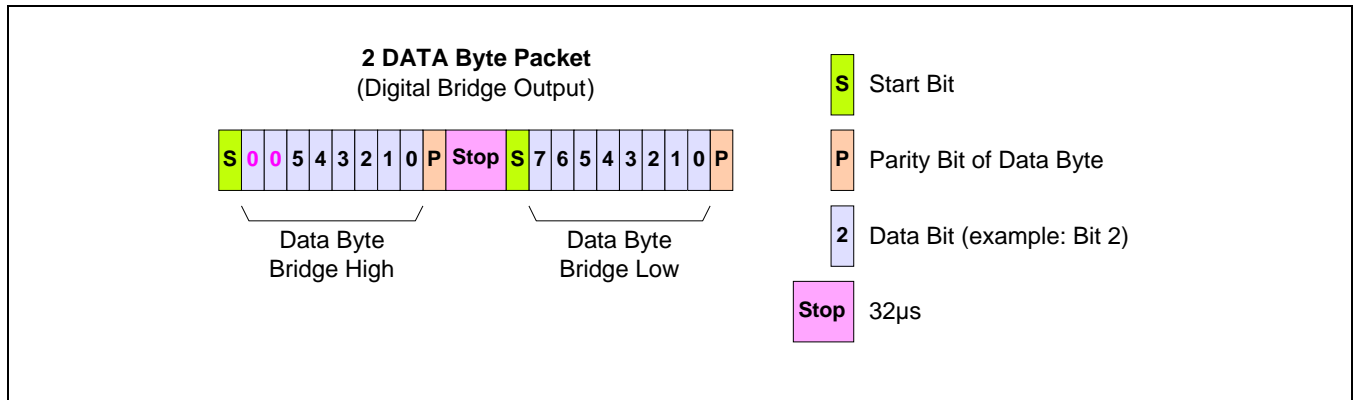 2 DATA Byte Packet
(Digital Bridge Output)
S 0 0 5 4 3 2 1 0 P Stop S 7 6 5 4 3 2 1 0 P
Data Byte
Bridge High
Data Byte
Bridge Low
S Start Bit
P Parity Bit of Data Byte
2 Data Bit (example: Bit 2)
Stop 32µs